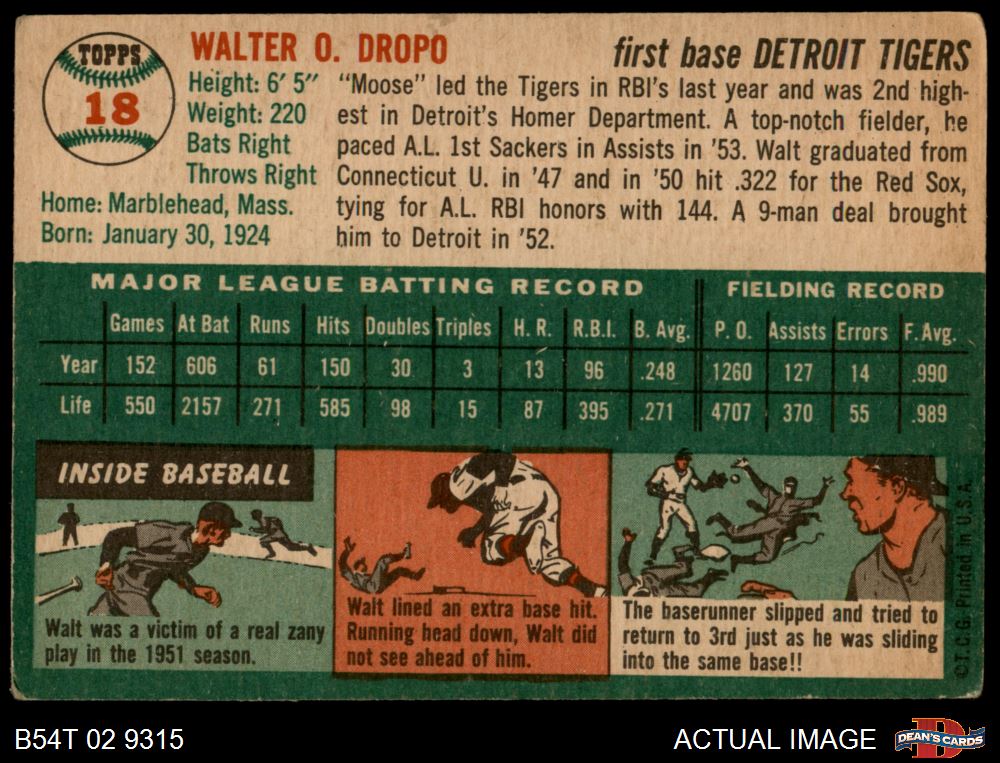 TOPPS
18
WALTER O. DROPO
first base DETROIT TIGERS
Height: 6' 5"
Weight: 220
Bats Right
Throws Right
Home: Marblehead, Mass.
Born: January 30, 1924
"Moose" led the Tigers in RBI's last year and was 2nd high-
est in Detroit's Homer Department. A top-notch fielder, he
paced A.L. 1st Sackers in Assists in '53. Walt graduated from
Connecticut U. in '47 and in '50 hit .322 for the Red Sox,
tying for A.L. RBI honors with 144. A 9-man deal brought
him to Detroit in '52.
MAJOR LEAGUE BATTING RECORD FIELDING RECORD
Games At Bat Runs Hits Doubles Triples H. R. R.B.I. B. Avg. P. O. Assists Errors F. Avg.
Year 152 606 61 150 30 3 13 96 .248 1260 127 14 .990
Life 550 2157 271 585 98 15 87 395 .271 4707 370 55 .989
INSIDE BASEBALL
Walt was a victim of a real zany
play in the 1951 season.
Walt lined an extra base hit.
Running head down, Walt did
not see ahead of him.
The baserunner slipped and tried to
return to 3rd just as he was sliding
into the same base!!
©T.C.G. Printed in U.S.A.
B54T 02 9315
ACTUAL IMAGE
DEAN'S CARDS